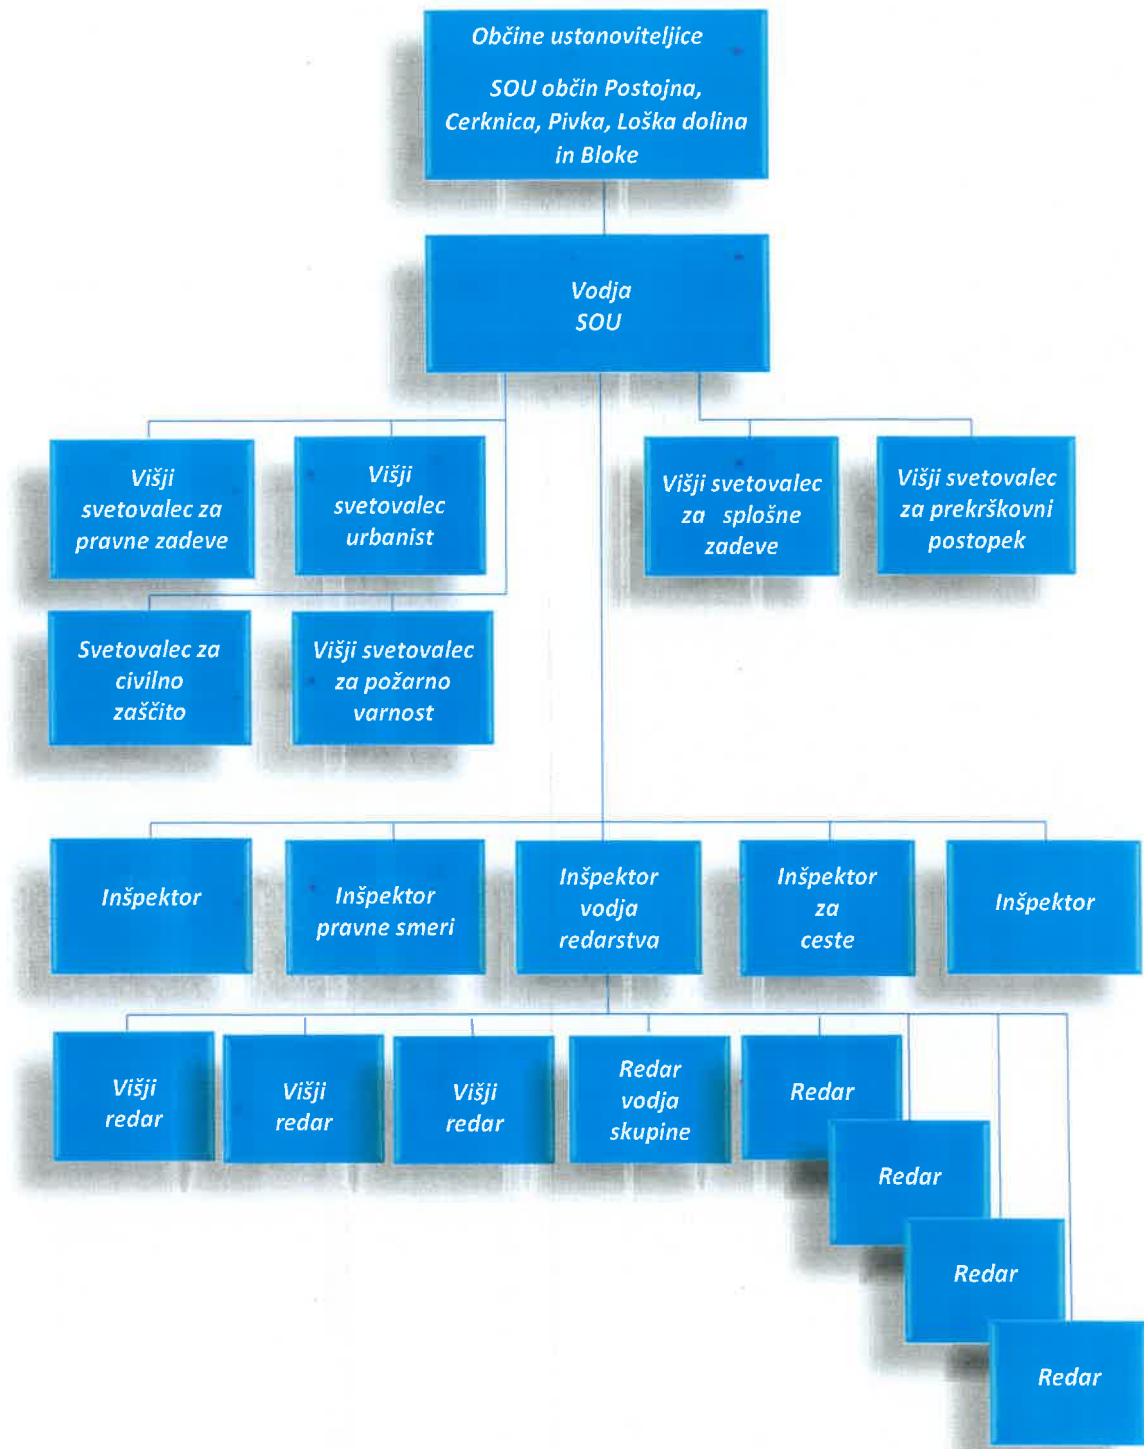 Občine ustanoviteljice
SOU občin Postojna,
Cerknica, Pivka, Loška dolina
in Bloke
Vodja
SOU
Višji
svetovalec za
pravne zadeve
Višji
svetovalec
urbanist
Višji svetovalec
za splošne
zadeve
Višji svetovalec
za prekrškovni
postopek
Svetovalec za
civilno
zaščito
Višji svetovalec
za požarno
varnost
Inšpektor
Inšpektor
pravne smeri
Inšpektor
vodja
redarstva
Inšpektor
za
ceste
Inšpektor
Višji
redar
Višji
redar
Višji
redar
Redar
vodja
skupine
Redar
Redar
Redar
Redar